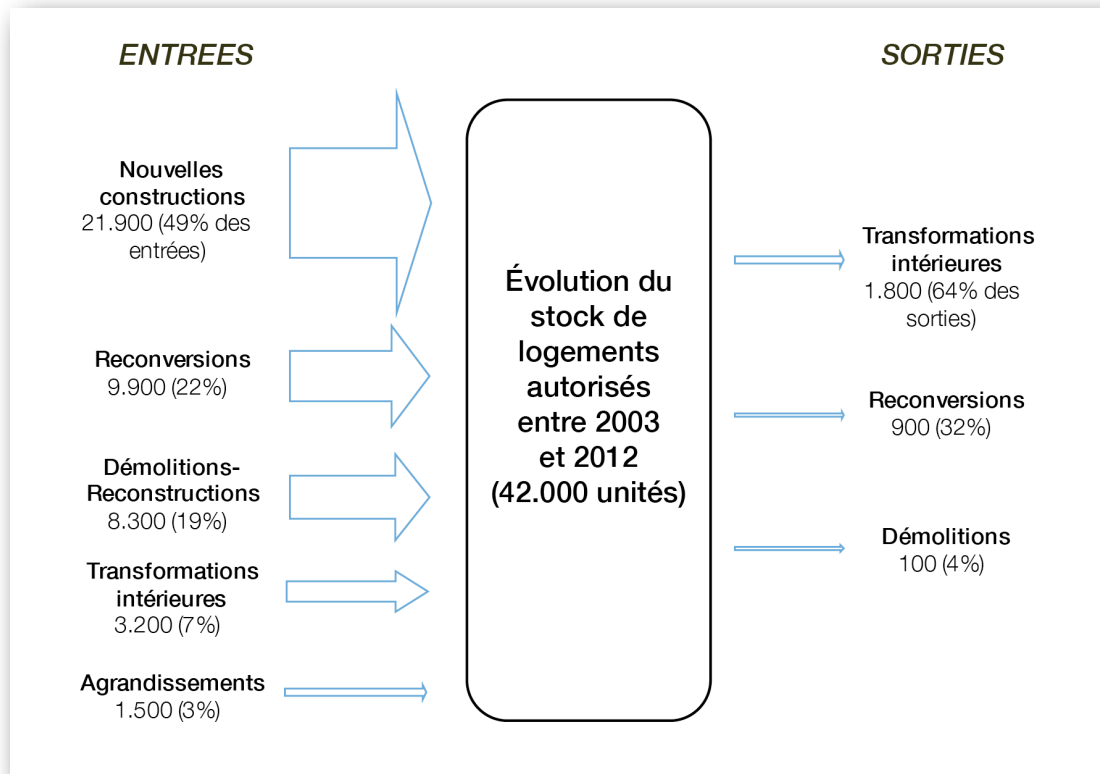 ENTREES
SORTIES
Nouvelles
constructions
21.900 (49% des
entrées)
Reconversions
9.900 (22%)
Démolitions-
Reconstructions
8.300 (19%)
Transformations
intérieures
3.200 (7%)
Agrandissements
1.500 (3%)
Évolution du
stock de
logements
autorisés
entre 2003
et 2012
(42.000 unités)
Transformations
intérieures
1.800 (64% des
sorties)
Reconversions
900 (32%)
Démolitions
100 (4%)